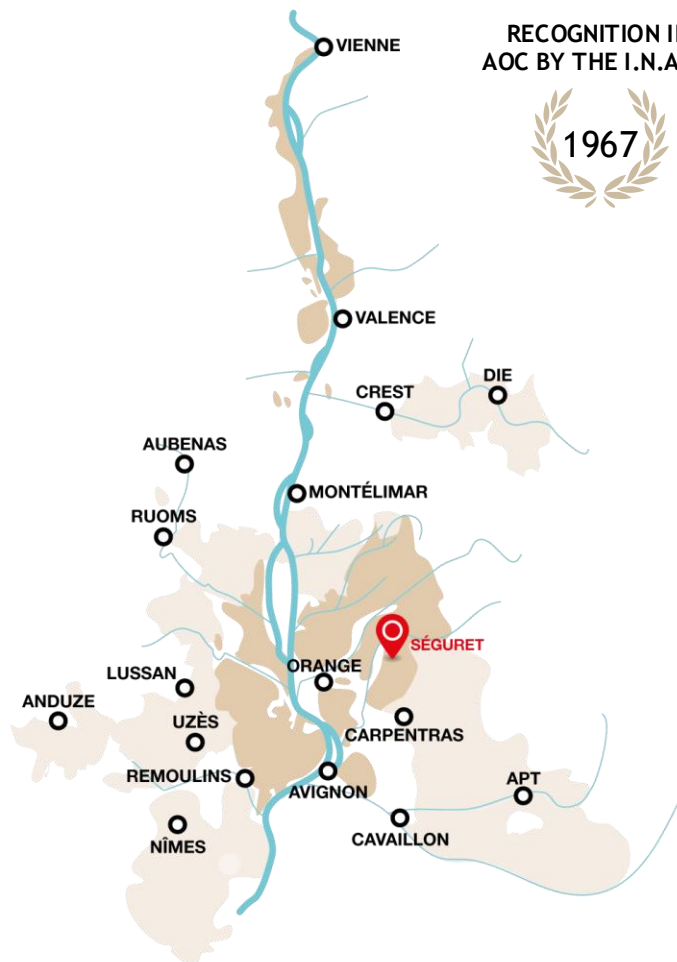 VIENNE
RECOGNITION I
AOC BY THE I.N.A
1967
VALENCE
DIE
CREST
AUBENAS
MONTÉLIMAR
RUOMS
SÉGURET
ORANGE
LUSSAN
ANDUZE
UZÈS
CARPENTRAS
REMOULINS
AVIGNON
APT
NÎMES
CAVAILLON